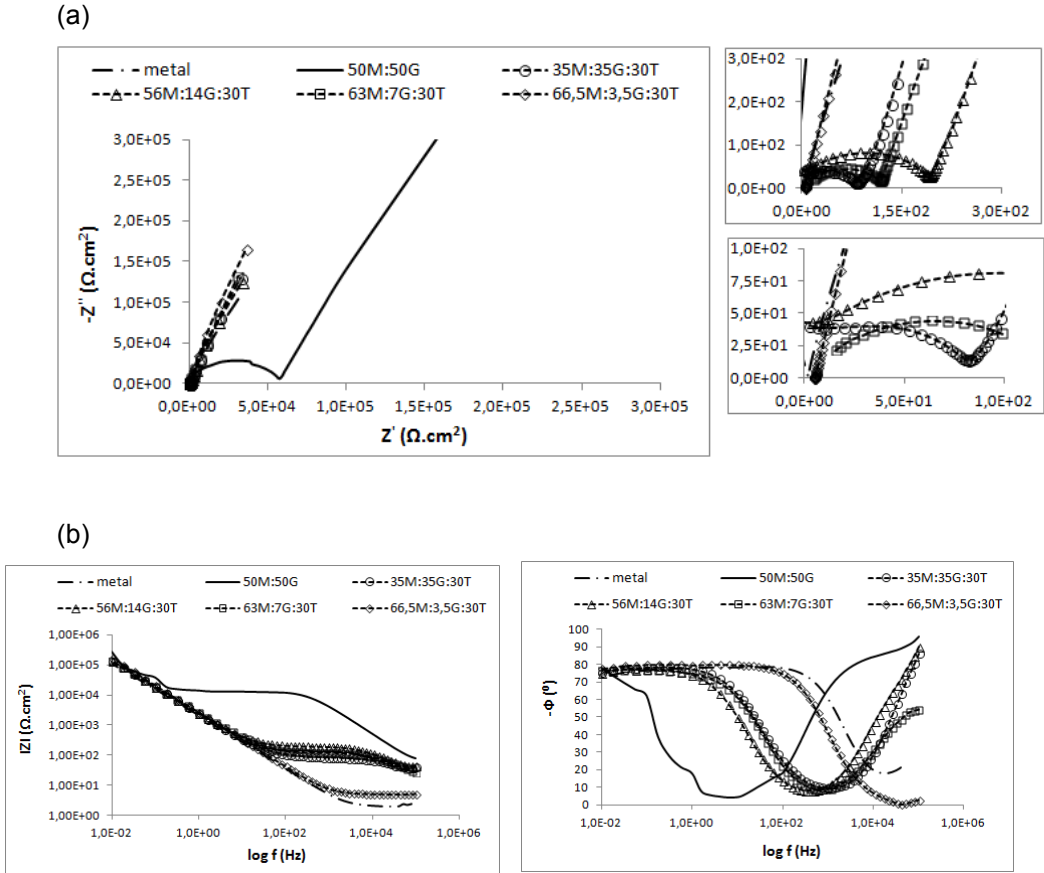 (a)
metal 50M:50G 35M:35G:30T
56M:14G:30T 63M:7G:30T 66,5M:3,5G:30T
3,0E+05
2,5E+05
2,0E+05
1,5E+05
1,0E+05
5,0E+04
0,0E+00
-Z'' (Ω.cm²)
0,0E+00 5,0E+04 1,0E+05 1,5E+05 2,0E+05 2,5E+05 3,0E+05
Z' (Ω.cm²)
3,0E+02
2,0E+02
1,0E+02
0,0E+00
0,0E+00 1,5E+02 3,0E+02
1,0E+02
7,5E+01
5,0E+01
2,5E+01
0,0E+00
0,0E+00 5,0E+01 1,0E+02
(b)
metal 50M:50G 35M:35G:30T
56M:14G:30T 63M:7G:30T 66,5M:3,5G:30T
1,00E+06
1,00E+05
1,00E+04
1,00E+03
1,00E+02
1,00E+01
1,00E+00
|Z| (Ω.cm²)
1,0E-02 1,0E+00 1,0E+02 1,0E+04 1,0E+06
log f (Hz)
metal 50M:50G 35M:35G:30T
56M:14G:30T 63M:7G:30T 66,5M:3,5G:30T
100
90
80
70
60
50
40
30
20
10
0
-Φ (º)
1,0E-02 1,0E+00 1,0E+02 1,0E+04 1,0E+06
log f (Hz)